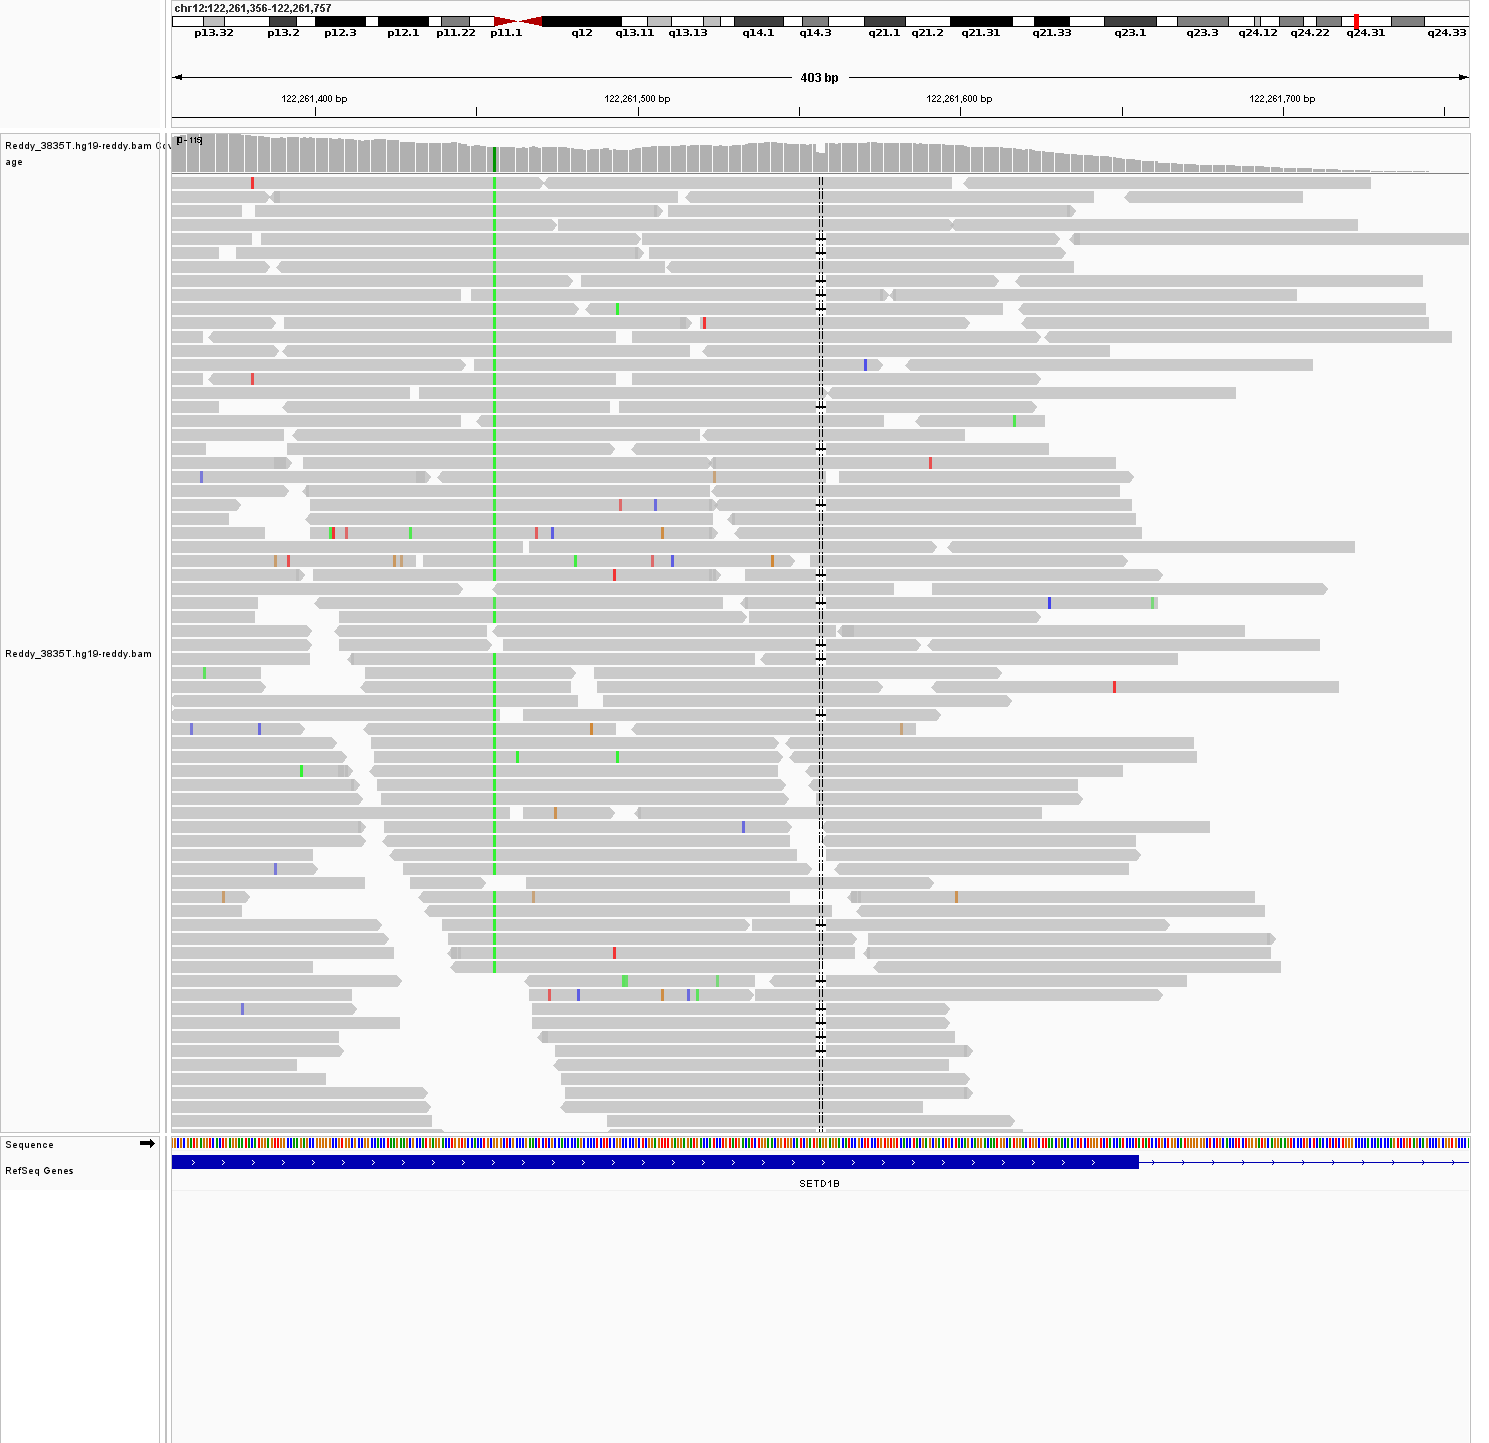 chr12:122,261,356-122,261,757
p13.32 p13.2 p12.3 p12.1 p11.22 p11.1 q12 q13.11 q13.13 q14.1 q14.3 q21.1 q21.2 q21.31 q21.33 q23.1 q23.3 q24.12 q24.22 q24.31 q24.33
403 bp
122,261,400 bp 122,261,500 bp 122,261,600 bp 122,261,700 bp
[0 - 115]
Reddy_3835T.hg19-reddy.bam Cov
age
Reddy_3835T.hg19-reddy.bam
Sequence
RefSeq Genes
SETD1B